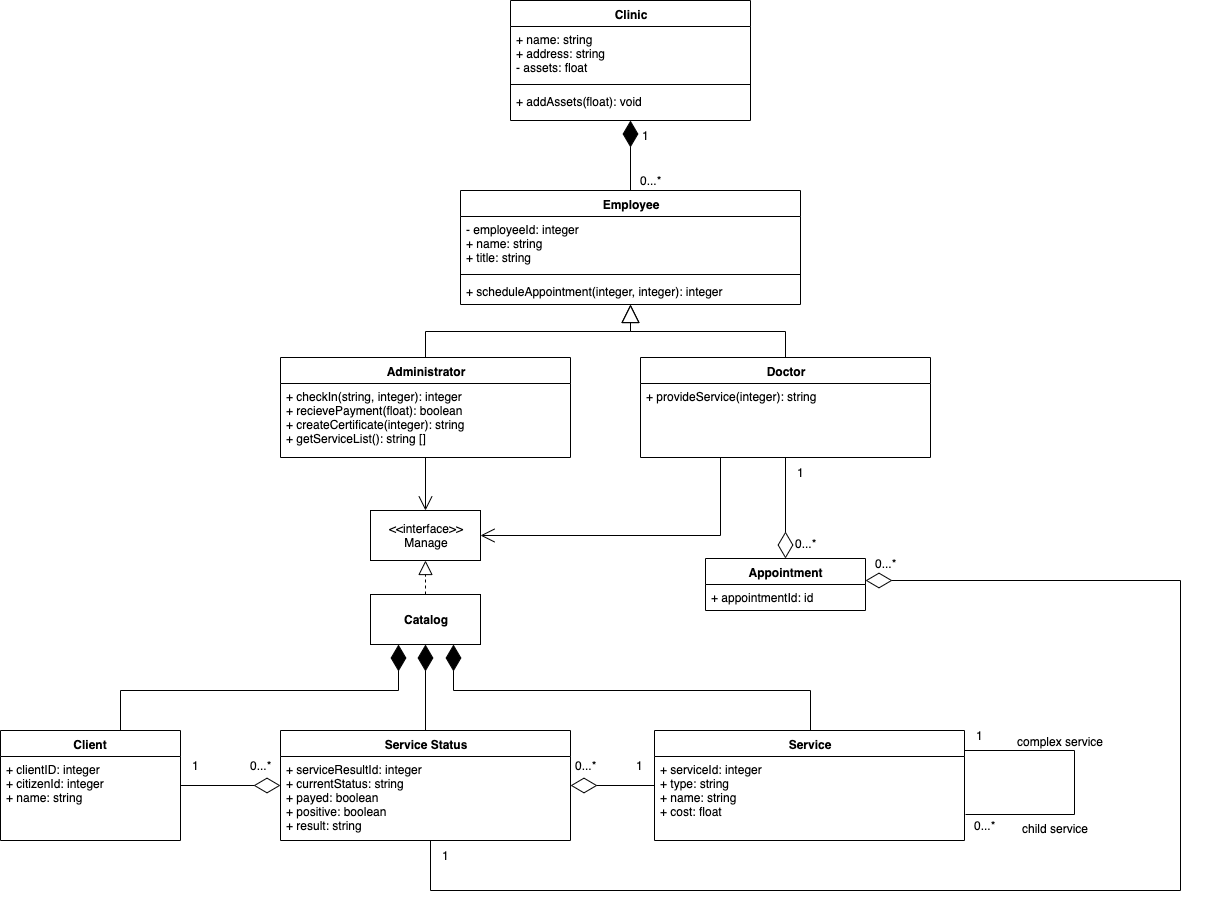 Clinic
+ name: string
+ address: string
- assets: float
+ addAssets(float): void
1
0...*
Employee
- employeeId: integer
+ name: string
+ title: string
+ scheduleAppointment(integer, integer): integer
Administrator
+ checkIn(string, integer): integer
+ recievePayment(float): boolean
+ createCertificate(integer): string
+ getServiceList(): string []
Doctor
+ provideService(integer): string
1
<<interface>>
Manage
0...*
0...*
Appointment
+ appointmentId: id
Catalog
Client
+ clientID: integer
+ citizenId: integer
+ name: string
1
0...*
Service Status
+ serviceResultId: integer
+ currentStatus: string
+ payed: boolean
+ positive: boolean
+ result: string
0...*
1
Service
+ serviceId: integer
+ type: string
+ name: string
+ cost: float
1
complex service
0...*
child service
1